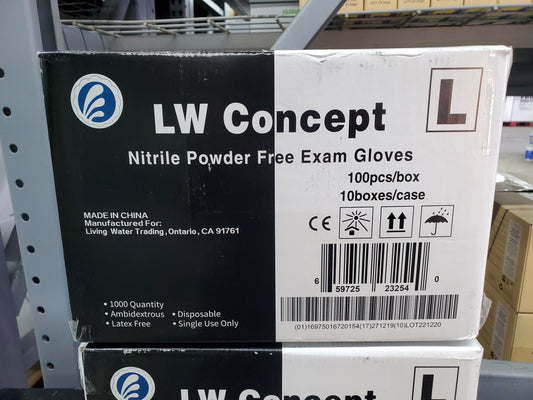 L
LW Concept
Nitrile Powder Free Exam Gloves
100pcs/box
10boxes/case
MADE IN CHINA
Manufactured For:
Living Water Trading, Ontario, CA 91761
CE
6 59725 23254 0
• 1000 Quantity
• Ambidextrous • Disposable
• Latex Free • Single Use Only
(01)16975016720154(17)271219(10)LOT221220
LW Concept
L